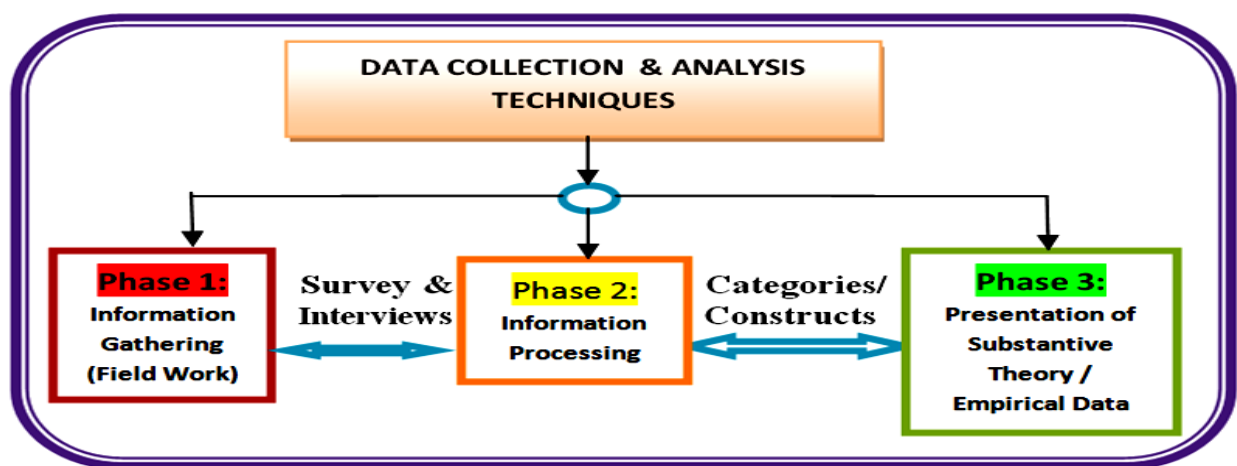 DATA COLLECTION & ANALYSIS
TECHNIQUES
Phase 1:
Information
Gathering
(Field Work)
Survey &
Interviews
Phase 2:
Information
Processing
Categories/
Constructs
Phase 3:
Presentation of
Substantive
Theory /
Empirical Data